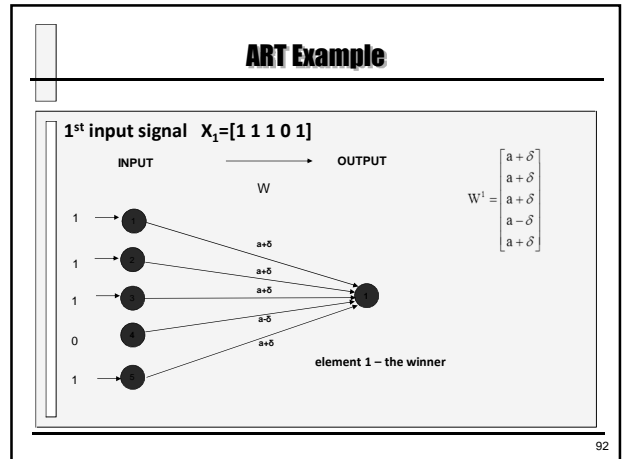 ART Example
1st input signal X1=[1 1 1 0 1]
INPUT OUTPUT
W
W1 = [a + δ
a + δ
a + δ
a − δ
a + δ]
1 1
a+δ
1 2 a+δ
1 3 a+δ 1
0 4 a-δ
a+δ
1 5
element 1 – the winner
92